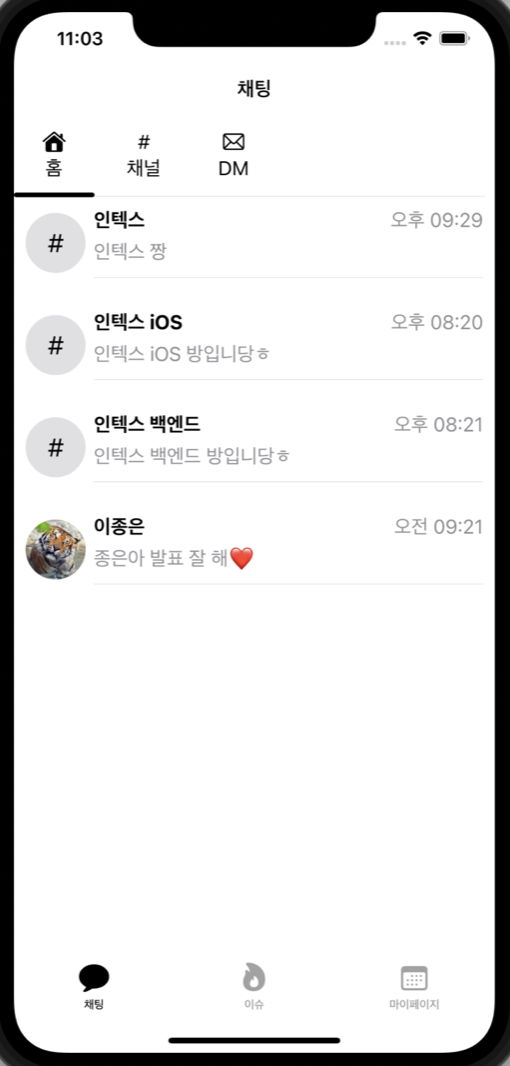 11:03
채팅
홈
#
채널
DM
#
인텍스
오후 09:29
인텍스 짱
#
인텍스 iOS
오후 08:20
인텍스 iOS 방입니당ㅎ
#
인텍스 백엔드
오후 08:21
인텍스 백엔드 방입니당ㅎ
이종은
오전 09:21
종은아 발표 잘 해❤️
채팅
이슈
마이페이지